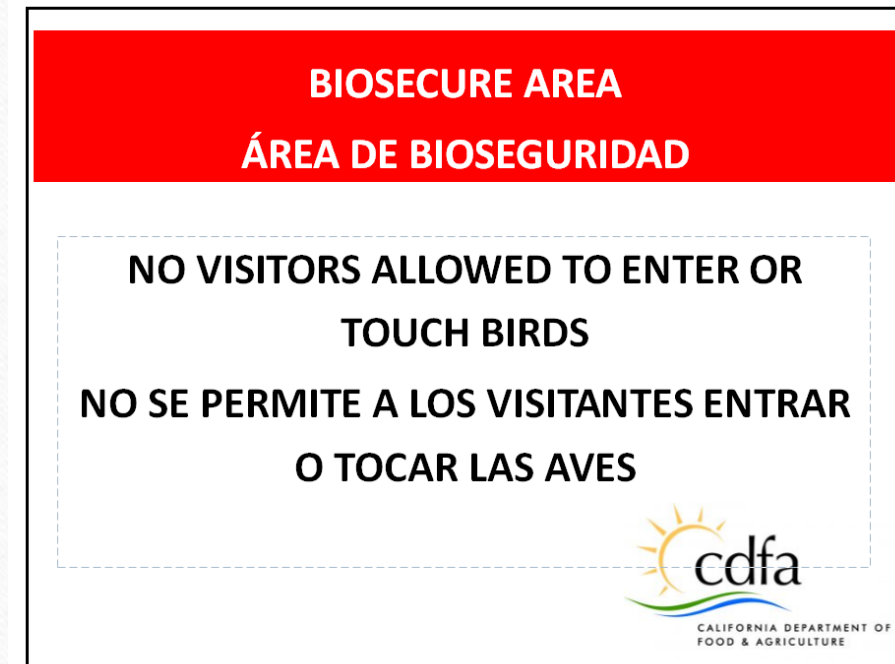 BIOSECURE AREA
ÁREA DE BIOSEGURIDAD
NO VISITORS ALLOWED TO ENTER OR
TOUCH BIRDS
NO SE PERMITE A LOS VISITANTES ENTRAR
O TOCAR LAS AVES
cdfa
CALIFORNIA DEPARTMENT OF
FOOD & AGRICULTURE